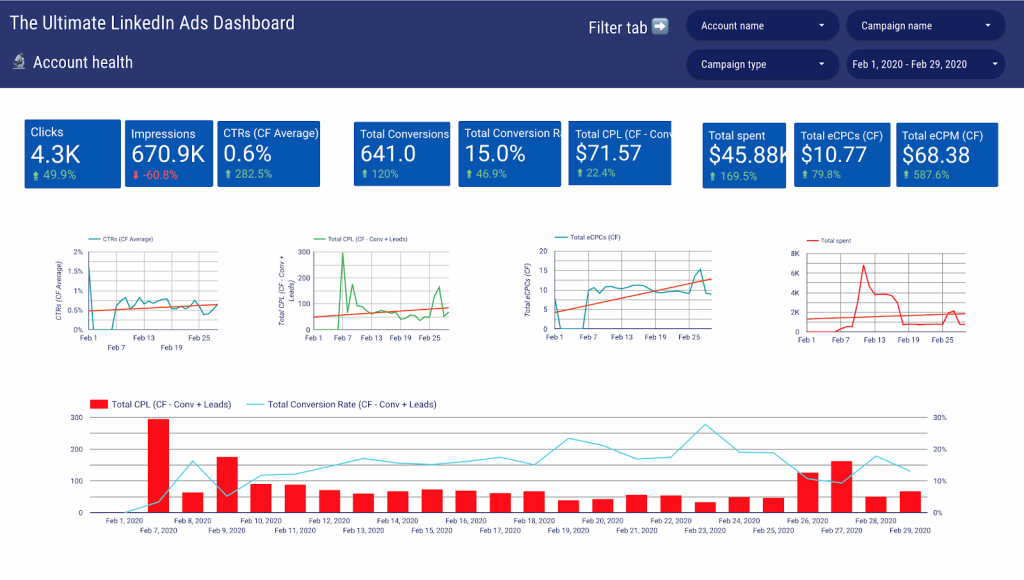 The Ultimate LinkedIn Ads Dashboard
Filter tab ➡️
Account name
Campaign name
🔬 Account health
Campaign type
Feb 1, 2020 - Feb 29, 2020
Clicks
4.3K
49.9%
Impressions
670.9K
-60.8%
CTRs (CF Average)
0.6%
282.5%
Total Conversions
641.0
120%
Total Conversion R
15.0%
46.9%
Total CPL (CF - Con
$71.57
22.4%
Total spent
$45.88K
169.5%
Total eCPCs (CF)
$10.77
79.8%
Total eCPM (CF)
$68.38
587.6%
CTRs (CF Average)
CTRs (CF Average)
2%
1.5%
1%
0.5%
0%
Feb 1
Feb 7
Feb 13
Feb 19
Feb 25
Total CPL (CF - Conv + Leads)
Total CPL (CF - Conv +
Leads)
300
200
100
0
Feb 1 Feb 7 Feb 13 Feb 19 Feb 25
Total eCPCs (CF)
Total eCPCs (CF)
20
15
10
5
0
Feb 1 Feb 7 Feb 13 Feb 19 Feb 25
Total spent
8K
6K
4K
2K
0
Feb 1 Feb 7 Feb 13 Feb 19 Feb 25
Total CPL (CF - Conv + Leads) Total Conversion Rate (CF - Conv + Leads)
300
200
100
0
30%
20%
10%
0%
Feb 1, 2020 Feb 8, 2020 Feb 10, 2020 Feb 12, 2020 Feb 14, 2020 Feb 16, 2020 Feb 18, 2020 Feb 20, 2020 Feb 22, 2020 Feb 24, 2020 Feb 26, 2020 Feb 28, 2020
Feb 7, 2020 Feb 9, 2020 Feb 11, 2020 Feb 13, 2020 Feb 15, 2020 Feb 17, 2020 Feb 19, 2020 Feb 21, 2020 Feb 23, 2020 Feb 25, 2020 Feb 27, 2020 Feb 29, 2020